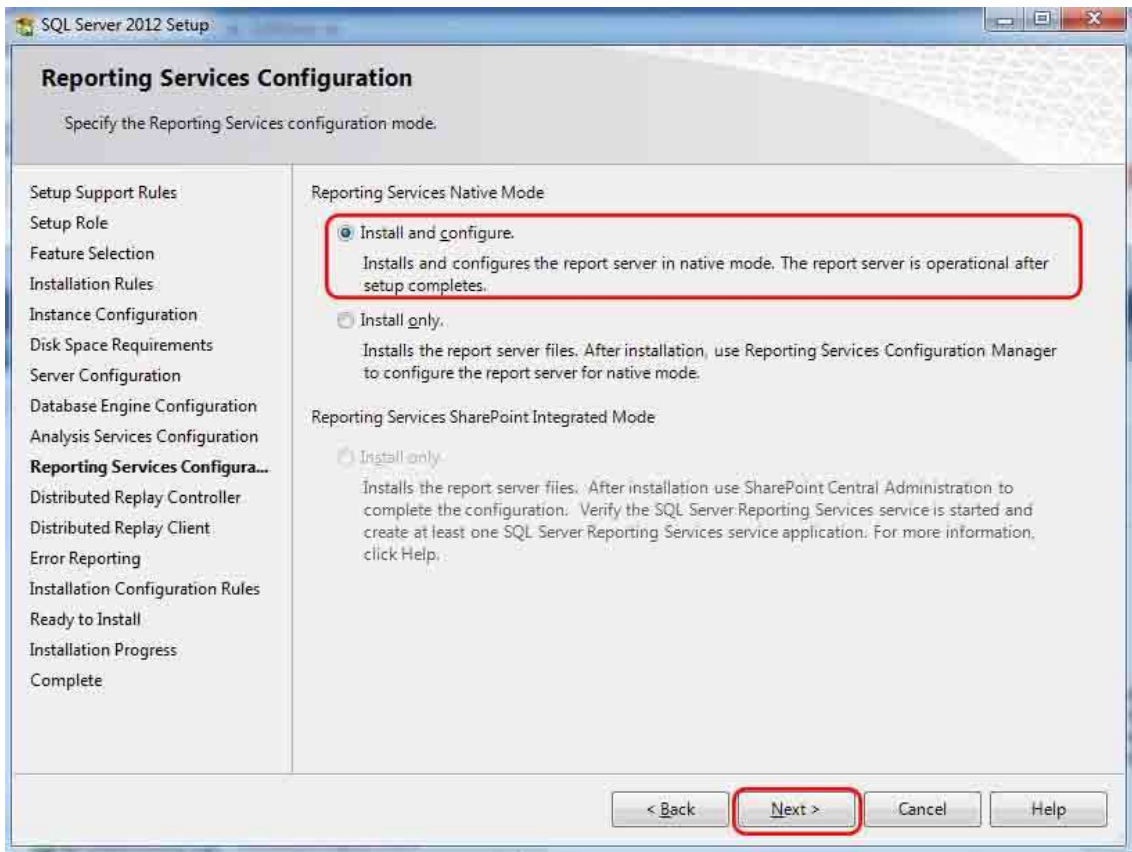 SQL Server 2012 Setup
Reporting Services Configuration
Specify the Reporting Services configuration mode.
Setup Support Rules
Setup Role
Feature Selection
Installation Rules
Instance Configuration
Disk Space Requirements
Server Configuration
Database Engine Configuration
Analysis Services Configuration
Reporting Services Configura...
Distributed Replay Controller
Distributed Replay Client
Error Reporting
Installation Configuration Rules
Ready to Install
Installation Progress
Complete
Reporting Services Native Mode
Install and configure.
Installs and configures the report server in native mode. The report server is operational after
setup completes.
Install only.
Installs the report server files. After installation, use Reporting Services Configuration Manager
to configure the report server for native mode.
Reporting Services SharePoint Integrated Mode
Install only.
Installs the report server files. After installation use SharePoint Central Administration to
complete the configuration. Verify the SQL Server Reporting Services service is started and
create at least one SQL Server Reporting Services service application. For more information,
click Help.
< Back
Next >
Cancel
Help